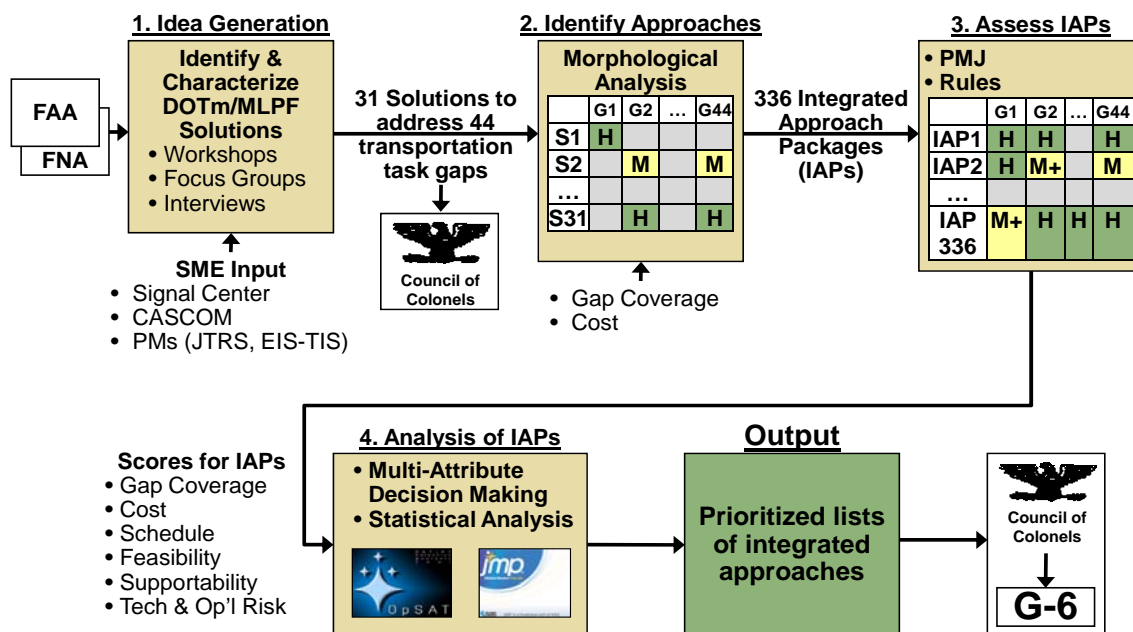 1. Idea Generation
FAA
FNA
Identify &
Characterize
DOTm/MLPF
Solutions
• Workshops
• Focus Groups
• Interviews
SME Input
• Signal Center
• CASCOM
• PMs (JTRS, EIS-TIS)
31 Solutions to
address 44
transportation
task gaps
Council of
Colonels
2. Identify Approaches
Morphological
Analysis
G1 G2 … G44
S1 H
S2 M M
…
S31 H H
• Gap Coverage
• Cost
336 Integrated
Approach
Packages
(IAPs)
3. Assess IAPs
• PMJ
• Rules
G1 G2 … G44
IAP1 H H H
IAP2 H M+ M
…
IAP M+ H H H
336
Scores for IAPs
• Gap Coverage
• Cost
• Schedule
• Feasibility
• Supportability
• Tech & Op'l Risk
4. Analysis of IAPs
• Multi-Attribute
Decision Making
• Statistical Analysis
OpSAT
jmp
Output
Prioritized lists
of integrated
approaches
Council of
Colonels
G-6